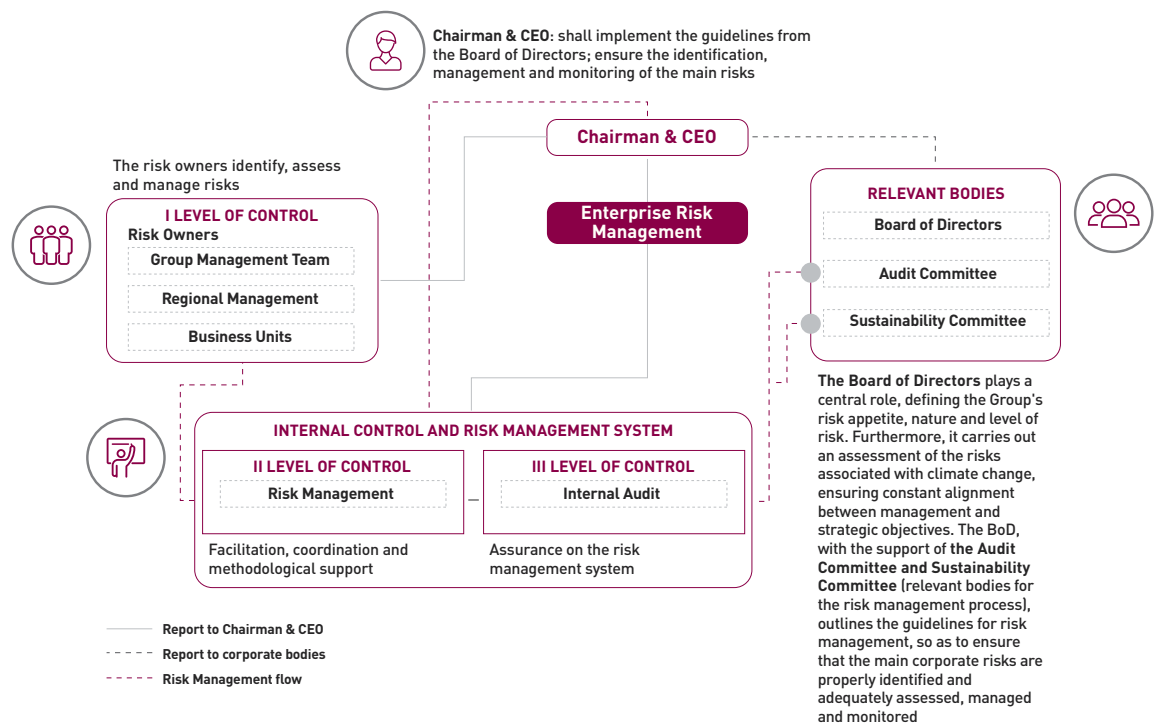 Chairman & CEO: shall implement the guidelines from
the Board of Directors; ensure the identification,
management and monitoring of the main risks
Chairman & CEO
The risk owners identify, assess
and manage risks
I LEVEL OF CONTROL
Risk Owners
Group Management Team
Regional Management
Business Units
Enterprise Risk
Management
RELEVANT BODIES
Board of Directors
Audit Committee
Sustainability Committee
INTERNAL CONTROL AND RISK MANAGEMENT SYSTEM
II LEVEL OF CONTROL
Risk Management
Facilitation, coordination and
methodological support
III LEVEL OF CONTROL
Internal Audit
Assurance on the risk
management system
The Board of Directors plays a
central role, defining the Group's
risk appetite, nature and level of
risk. Furthermore, it carries out
an assessment of the risks
associated with climate change,
ensuring constant alignment
between management and
strategic objectives. The BoD,
with the support of the Audit
Committee and Sustainability
Committee (relevant bodies for
the risk management process),
outlines the guidelines for risk
management, so as to ensure
that the main corporate risks are
properly identified and
adequately assessed, managed
and monitored
Report to Chairman & CEO
Report to corporate bodies
Risk Management flow